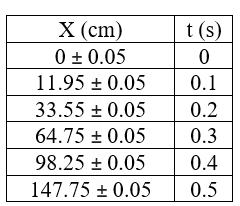 X (cm) t (s)
0 ± 0.05 0
11.95 ± 0.05 0.1
33.55 ± 0.05 0.2
64.75 ± 0.05 0.3
98.25 ± 0.05 0.4
147.75 ± 0.05 0.5